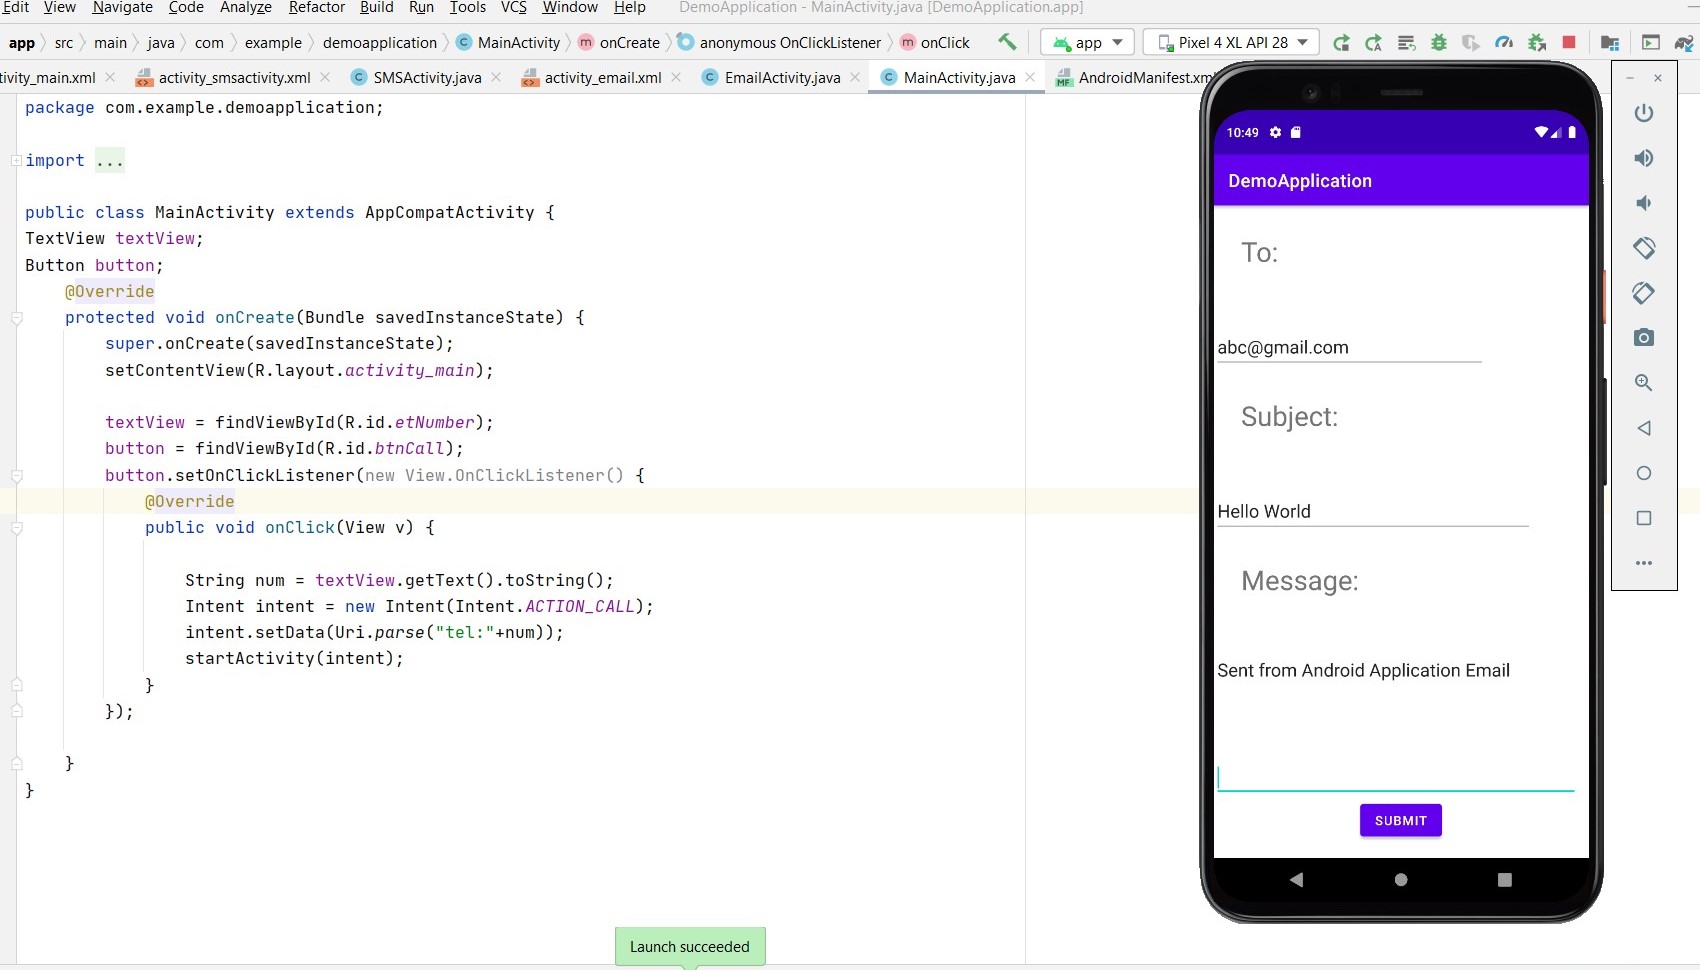 Edit View Navigate Code Analyze Refactor Build Run Tools VCS Window Help DemoApplication - MainActivity.java [DemoApplication.app]
app src main java com example demoapplication C MainActivity m onCreate anonymous OnClickListener m onClick app Pixel 4 XL API 28
tivity_main.xml activity_smsactivity.xml C SMSActivity.java activity_email.xml C EmailActivity.java C MainActivity.java MF AndroidManifest.xm
package com.example.demoapplication;
import ...
public class MainActivity extends AppCompatActivity {
TextView textView;
Button button;
@Override
protected void onCreate(Bundle savedInstanceState) {
super.onCreate(savedInstanceState);
setContentView(R.layout.activity_main);
textView = findViewById(R.id.etNumber);
button = findViewById(R.id.btnCall);
button.setOnClickListener(new View.OnClickListener() {
@Override
public void onClick(View v) {
String num = textView.getText().toString();
Intent intent = new Intent(Intent.ACTION_CALL);
intent.setData(Uri.parse("tel:"+num));
startActivity(intent);
}
});
}
}
Launch succeeded
10:49
DemoApplication
To:
abc@gmail.com
Subject:
Hello World
Message:
Sent from Android Application Email
SUBMIT